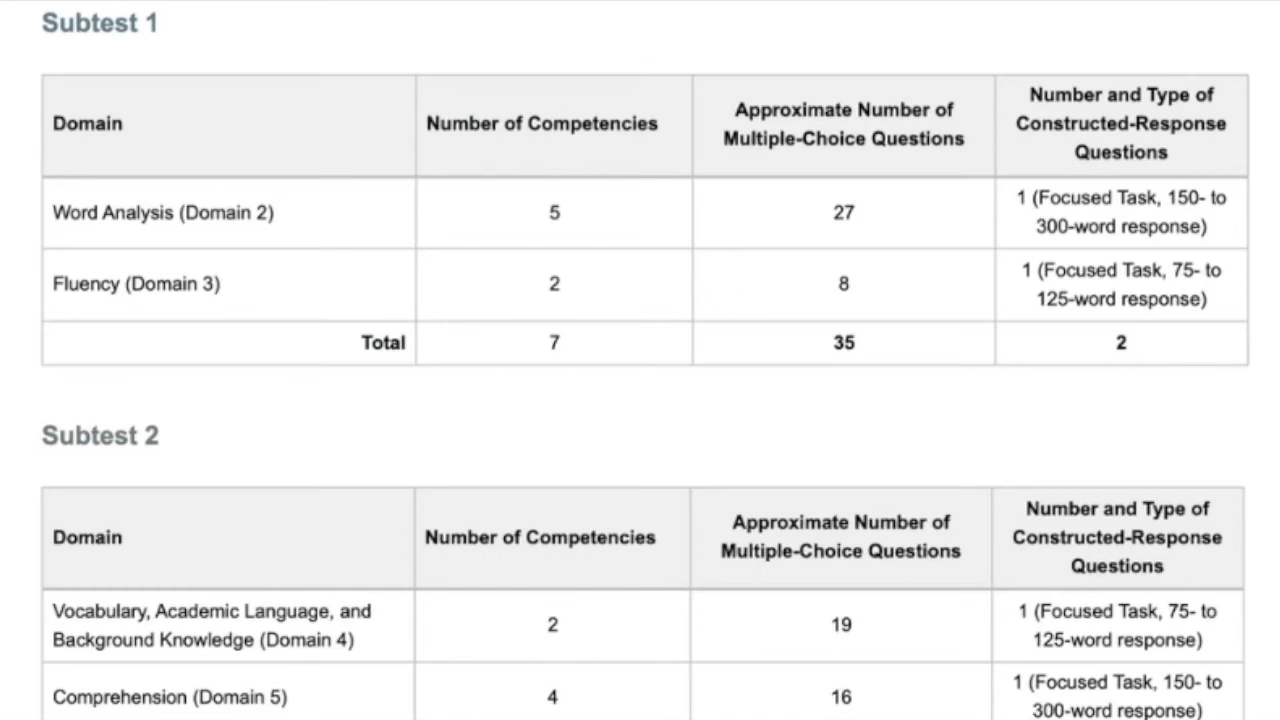 Subtest 1
Domain
Number of Competencies
Approximate Number of
Multiple-Choice Questions
Number and Type of
Constructed-Response
Questions
Word Analysis (Domain 2)
5
27
1 (Focused Task, 150- to
300-word response)
Fluency (Domain 3)
2
8
1 (Focused Task, 75- to
125-word response)
Total
7
35
2
Subtest 2
Domain
Number of Competencies
Approximate Number of
Multiple-Choice Questions
Number and Type of
Constructed-Response
Questions
Vocabulary, Academic Language, and
Background Knowledge (Domain 4)
2
19
1 (Focused Task, 75- to
125-word response)
Comprehension (Domain 5)
4
16
1 (Focused Task, 150- to
300-word response)